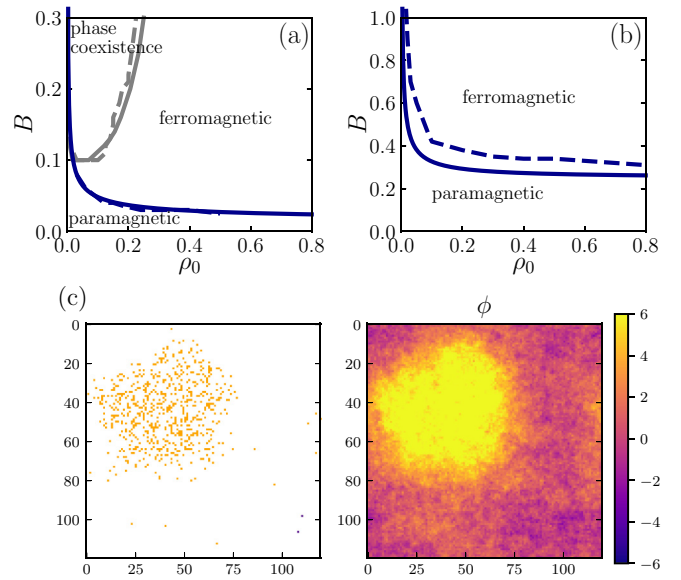 0.3
0.2
0.1
0.0
B
phase
coexistence
(a)
ferromagnetic
paramagnetic
0.0 0.2 0.4 0.6 0.8
ρ0
1.0
0.8
0.6
0.4
0.2
0.0
B
(b)
ferromagnetic
paramagnetic
0.0 0.2 0.4 0.6 0.8
ρ0
(c)
0
20
40
60
80
100
0 25 50 75 100
ϕ
0
20
40
60
80
100
0 25 50 75 100
6
4
2
0
−2
−4
−6